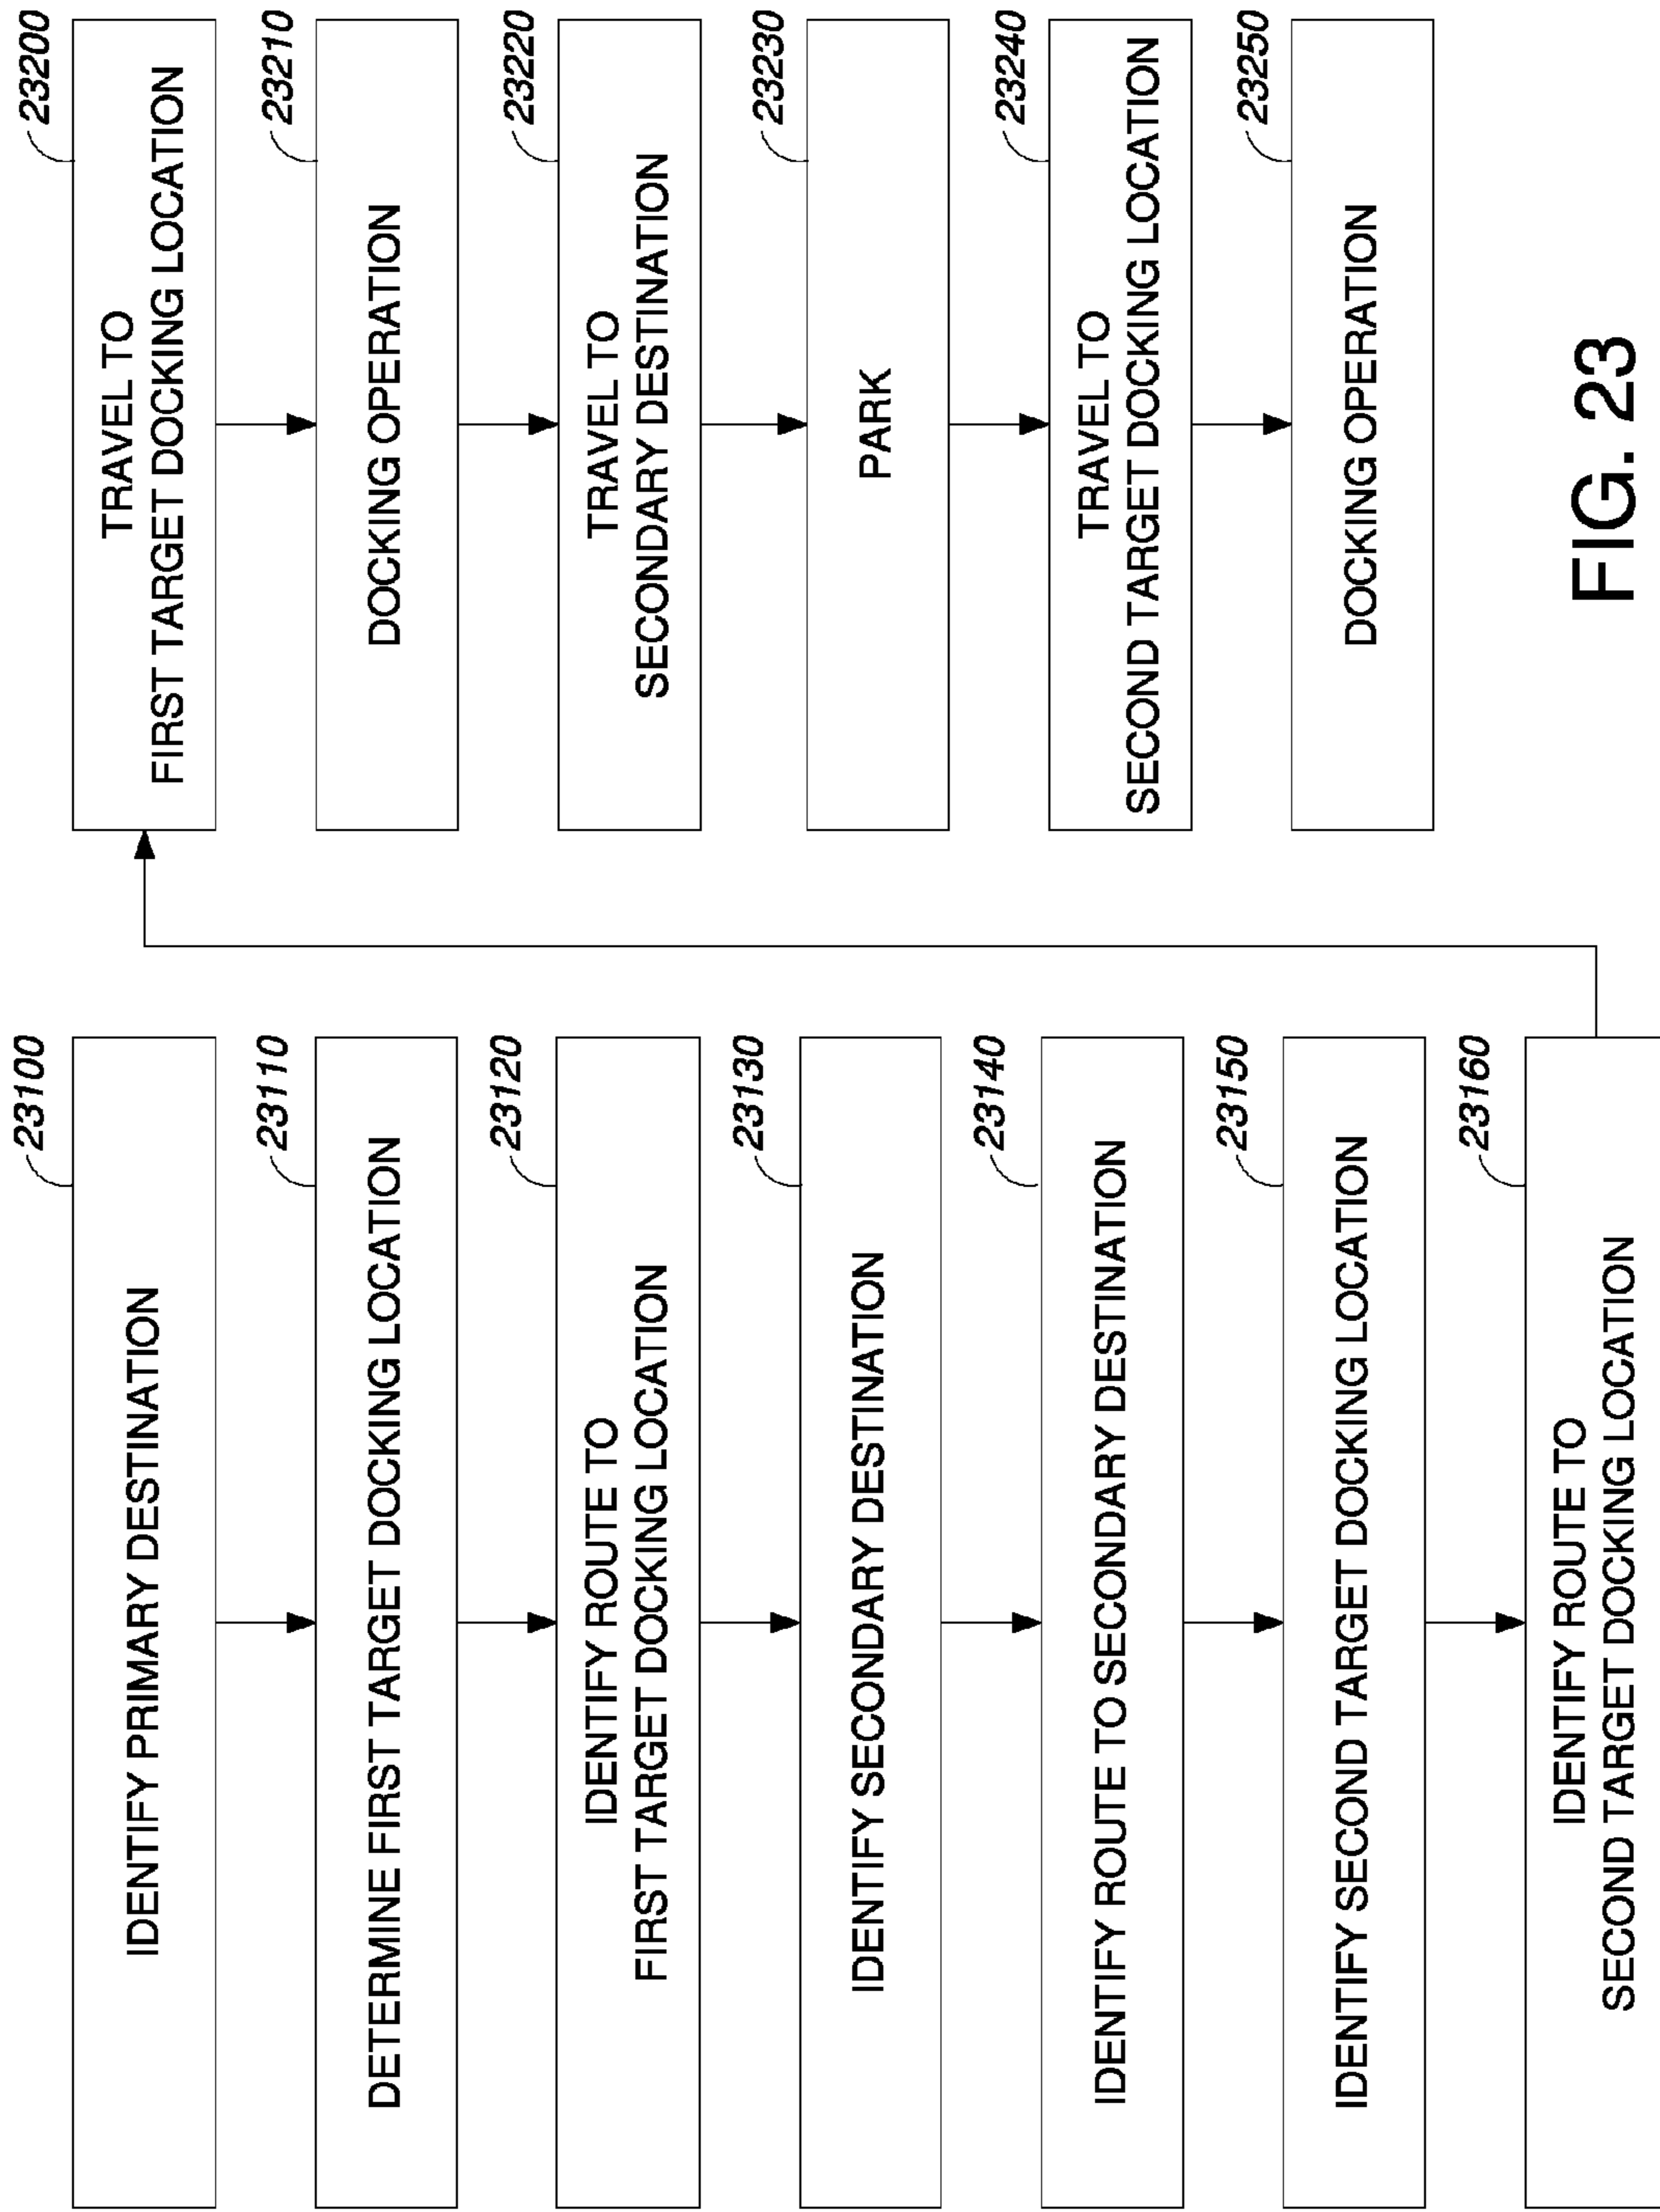 23100
IDENTIFY PRIMARY DESTINATION
23110
DETERMINE FIRST TARGET DOCKING LOCATION
23120
IDENTIFY ROUTE TO
FIRST TARGET DOCKING LOCATION
23130
IDENTIFY SECONDARY DESTINATION
23140
IDENTIFY ROUTE TO SECONDARY DESTINATION
23150
IDENTIFY SECOND TARGET DOCKING LOCATION
23160
IDENTIFY ROUTE TO
SECOND TARGET DOCKING LOCATION
23200
TRAVEL TO
FIRST TARGET DOCKING LOCATION
23210
DOCKING OPERATION
23220
TRAVEL TO
SECONDARY DESTINATION
23230
PARK
23240
TRAVEL TO
SECOND TARGET DOCKING LOCATION
23250
DOCKING OPERATION
FIG. 23